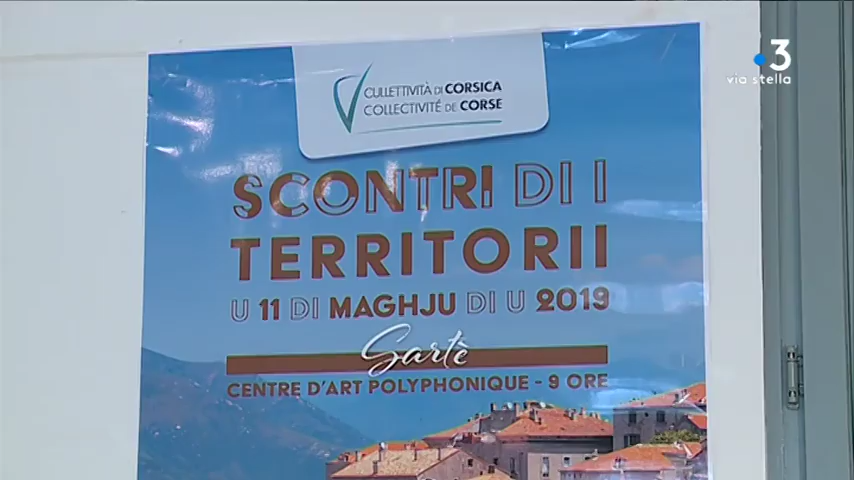 3
via stella
CULLETTIVITÀ DI CORSICA
COLLECTIVITÉ DE CORSE
SCONTRI DI I
TERRITORII
U 11 DI MAGHJU DI U 2019
Sartè
CENTRE D'ART POLYPHONIQUE - 9 ORE